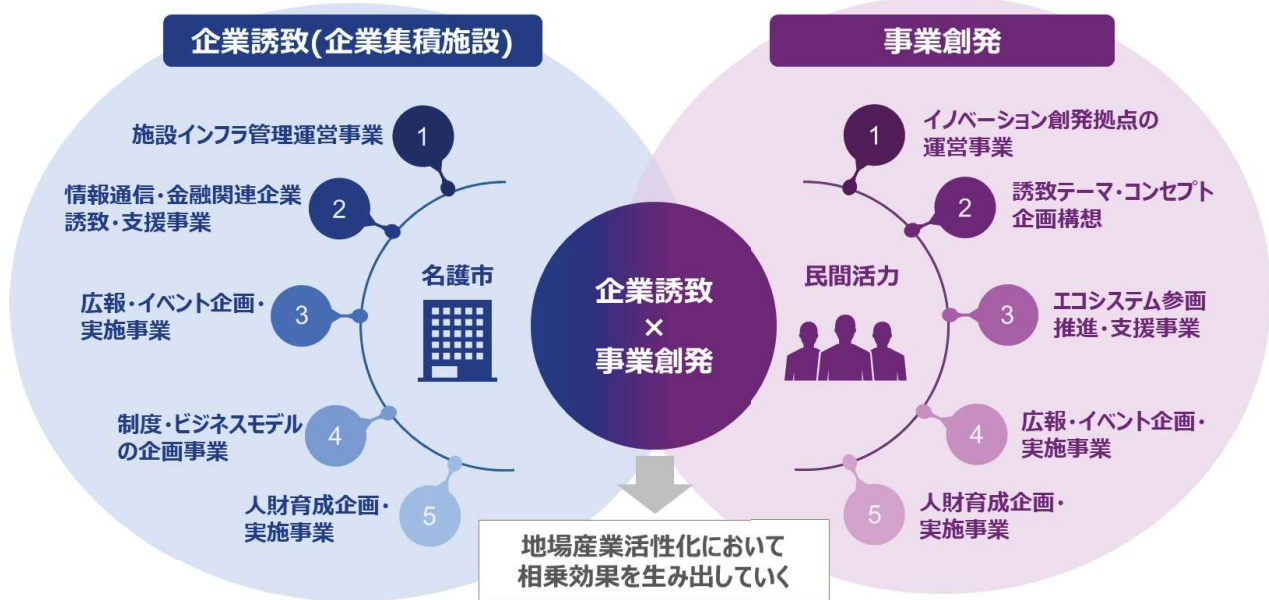 企業誘致(企業集積施設)
1
施設インフラ管理運営事業
2
情報通信・金融関連企業
誘致・支援事業
3
広報・イベント企画・
実施事業
4
制度・ビジネスモデル
の企画事業
5
人財育成企画・
実施事業
名護市
企業誘致
×
事業創発
事業創発
1
イノベーション創発拠点の
運営事業
2
誘致テーマ・コンセプト
企画構想
3
エコシステム参画
推進・支援事業
4
広報・イベント企画・
実施事業
5
人財育成企画・
実施事業
民間活力
地場産業活性化において
相乗効果を生み出していく